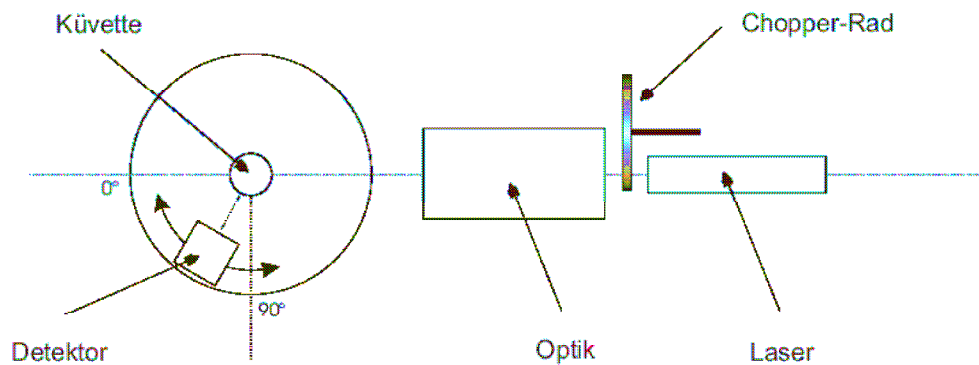 Küvette
Chopper-Rad
0°
90°
Detektor
Optik
Laser